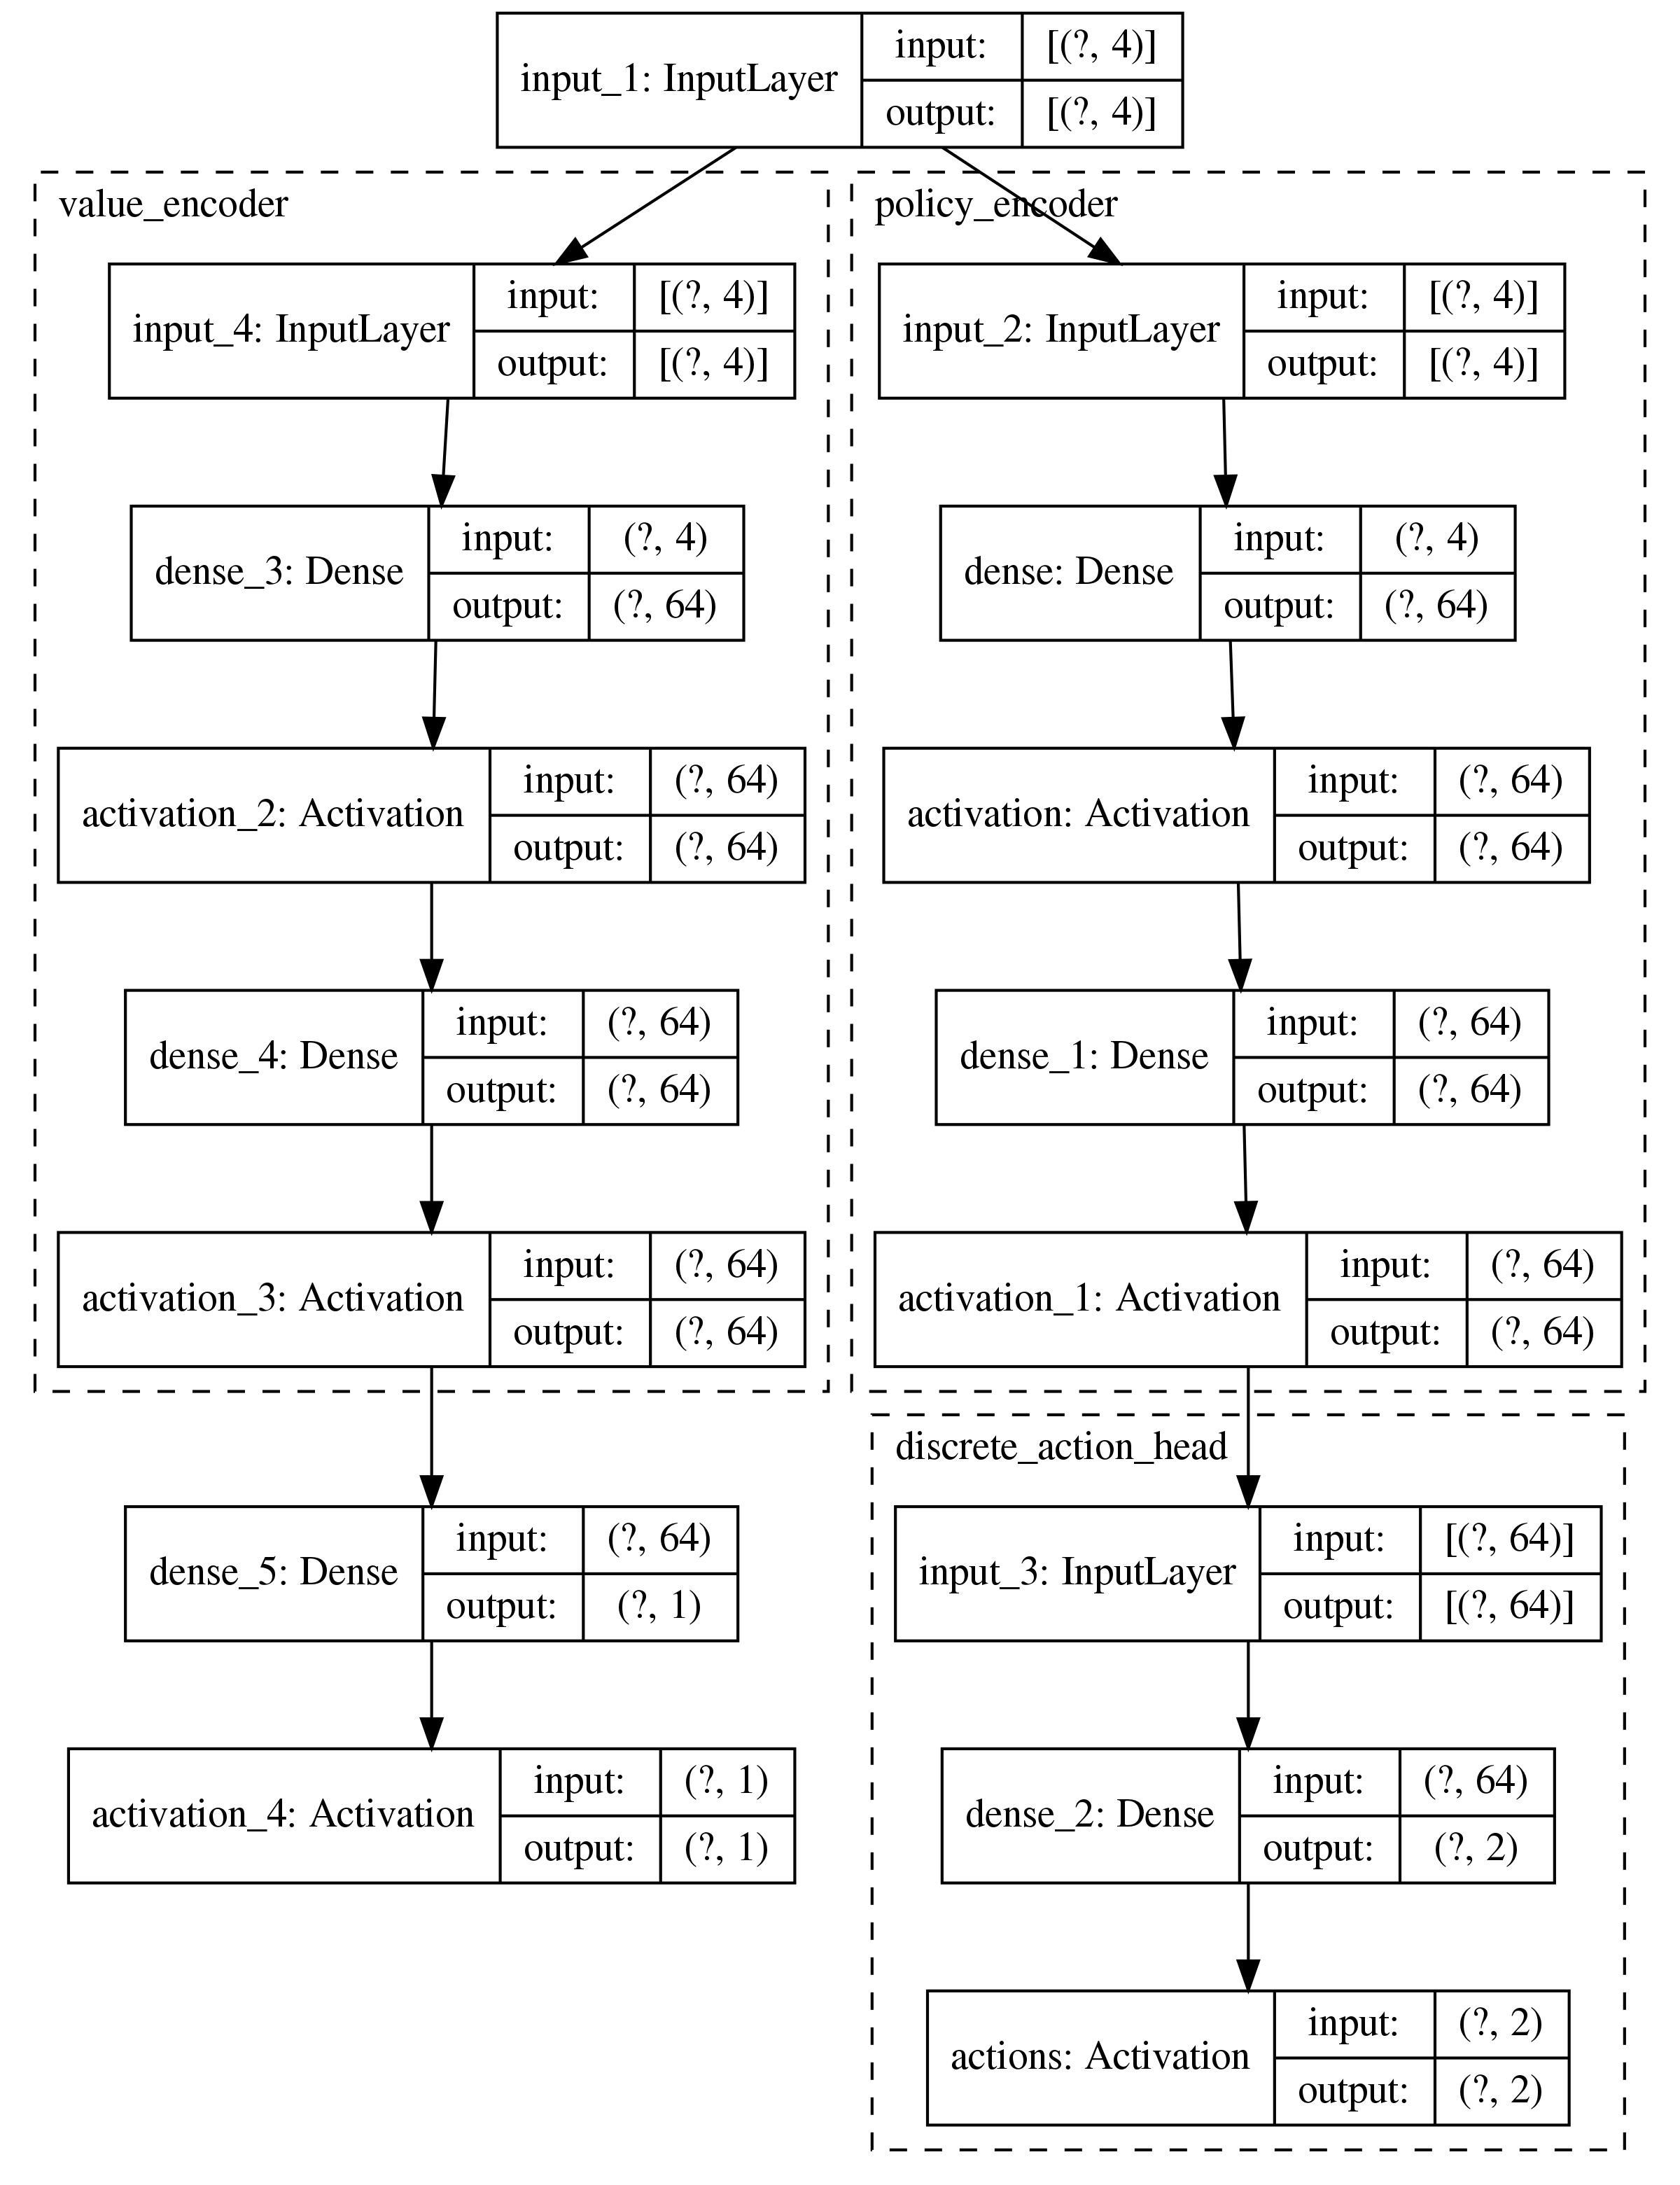 input_1: InputLayer
input: [(?, 4)]
output: [(?, 4)]
value_encoder
input_4: InputLayer
input: [(?, 4)]
output: [(?, 4)]
dense_3: Dense
input: (?, 4)
output: (?, 64)
activation_2: Activation
input: (?, 64)
output: (?, 64)
dense_4: Dense
input: (?, 64)
output: (?, 64)
activation_3: Activation
input: (?, 64)
output: (?, 64)
dense_5: Dense
input: (?, 64)
output: (?, 1)
activation_4: Activation
input: (?, 1)
output: (?, 1)
policy_encoder
input_2: InputLayer
input: [(?, 4)]
output: [(?, 4)]
dense: Dense
input: (?, 4)
output: (?, 64)
activation: Activation
input: (?, 64)
output: (?, 64)
dense_1: Dense
input: (?, 64)
output: (?, 64)
activation_1: Activation
input: (?, 64)
output: (?, 64)
discrete_action_head
input_3: InputLayer
input: [(?, 64)]
output: [(?, 64)]
dense_2: Dense
input: (?, 64)
output: (?, 2)
actions: Activation
input: (?, 2)
output: (?, 2)